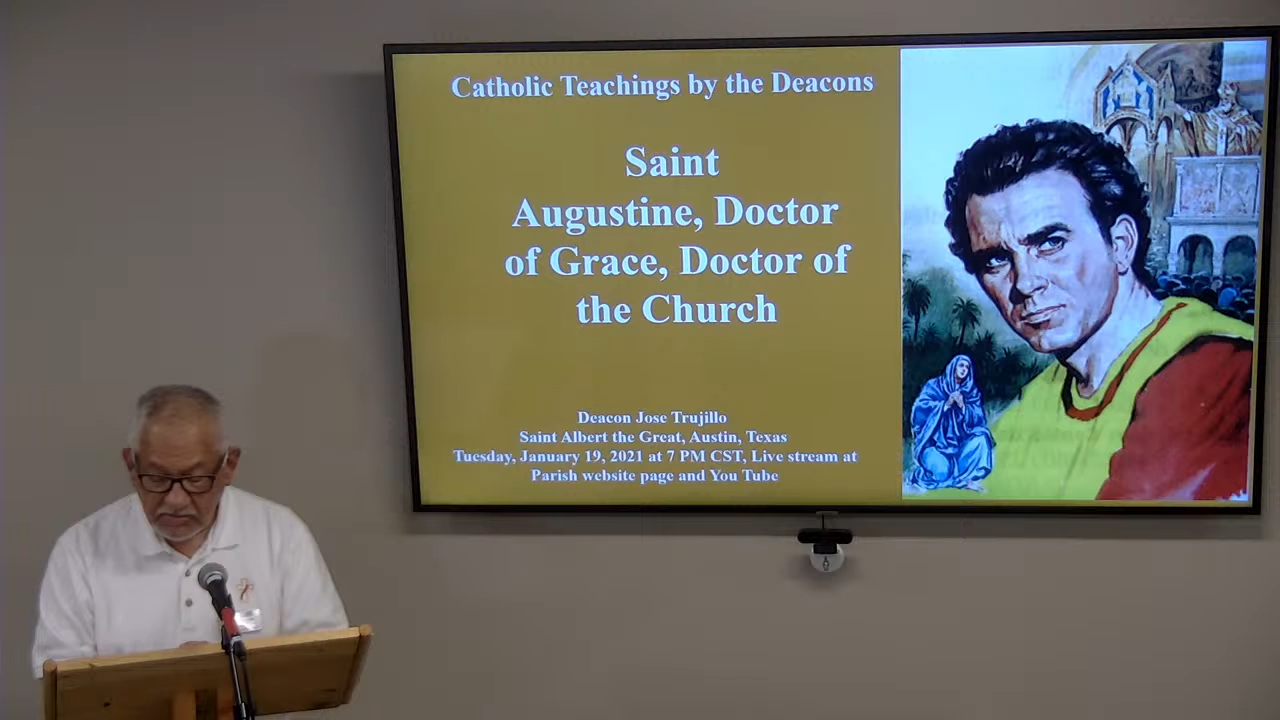 Catholic Teachings by the Deacons
Saint
Augustine, Doctor
of Grace, Doctor of
the Church
Deacon Jose Trujillo
Saint Albert the Great, Austin, Texas
Tuesday, January 19, 2021 at 7 PM CST, Live stream at
Parish website page and You Tube